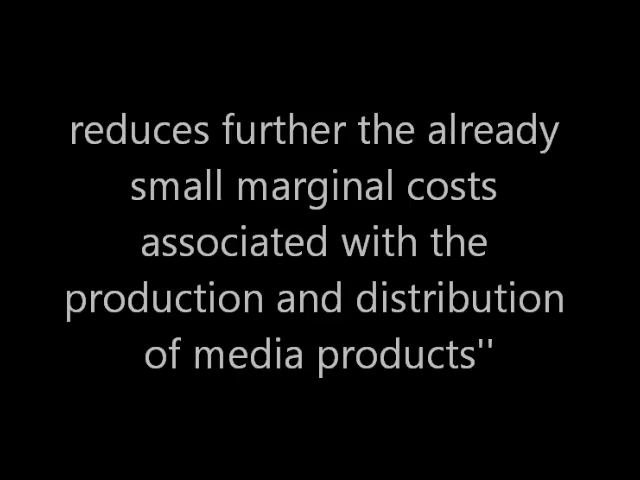 reduces further the already
small marginal costs
associated with the
production and distribution
of media products''